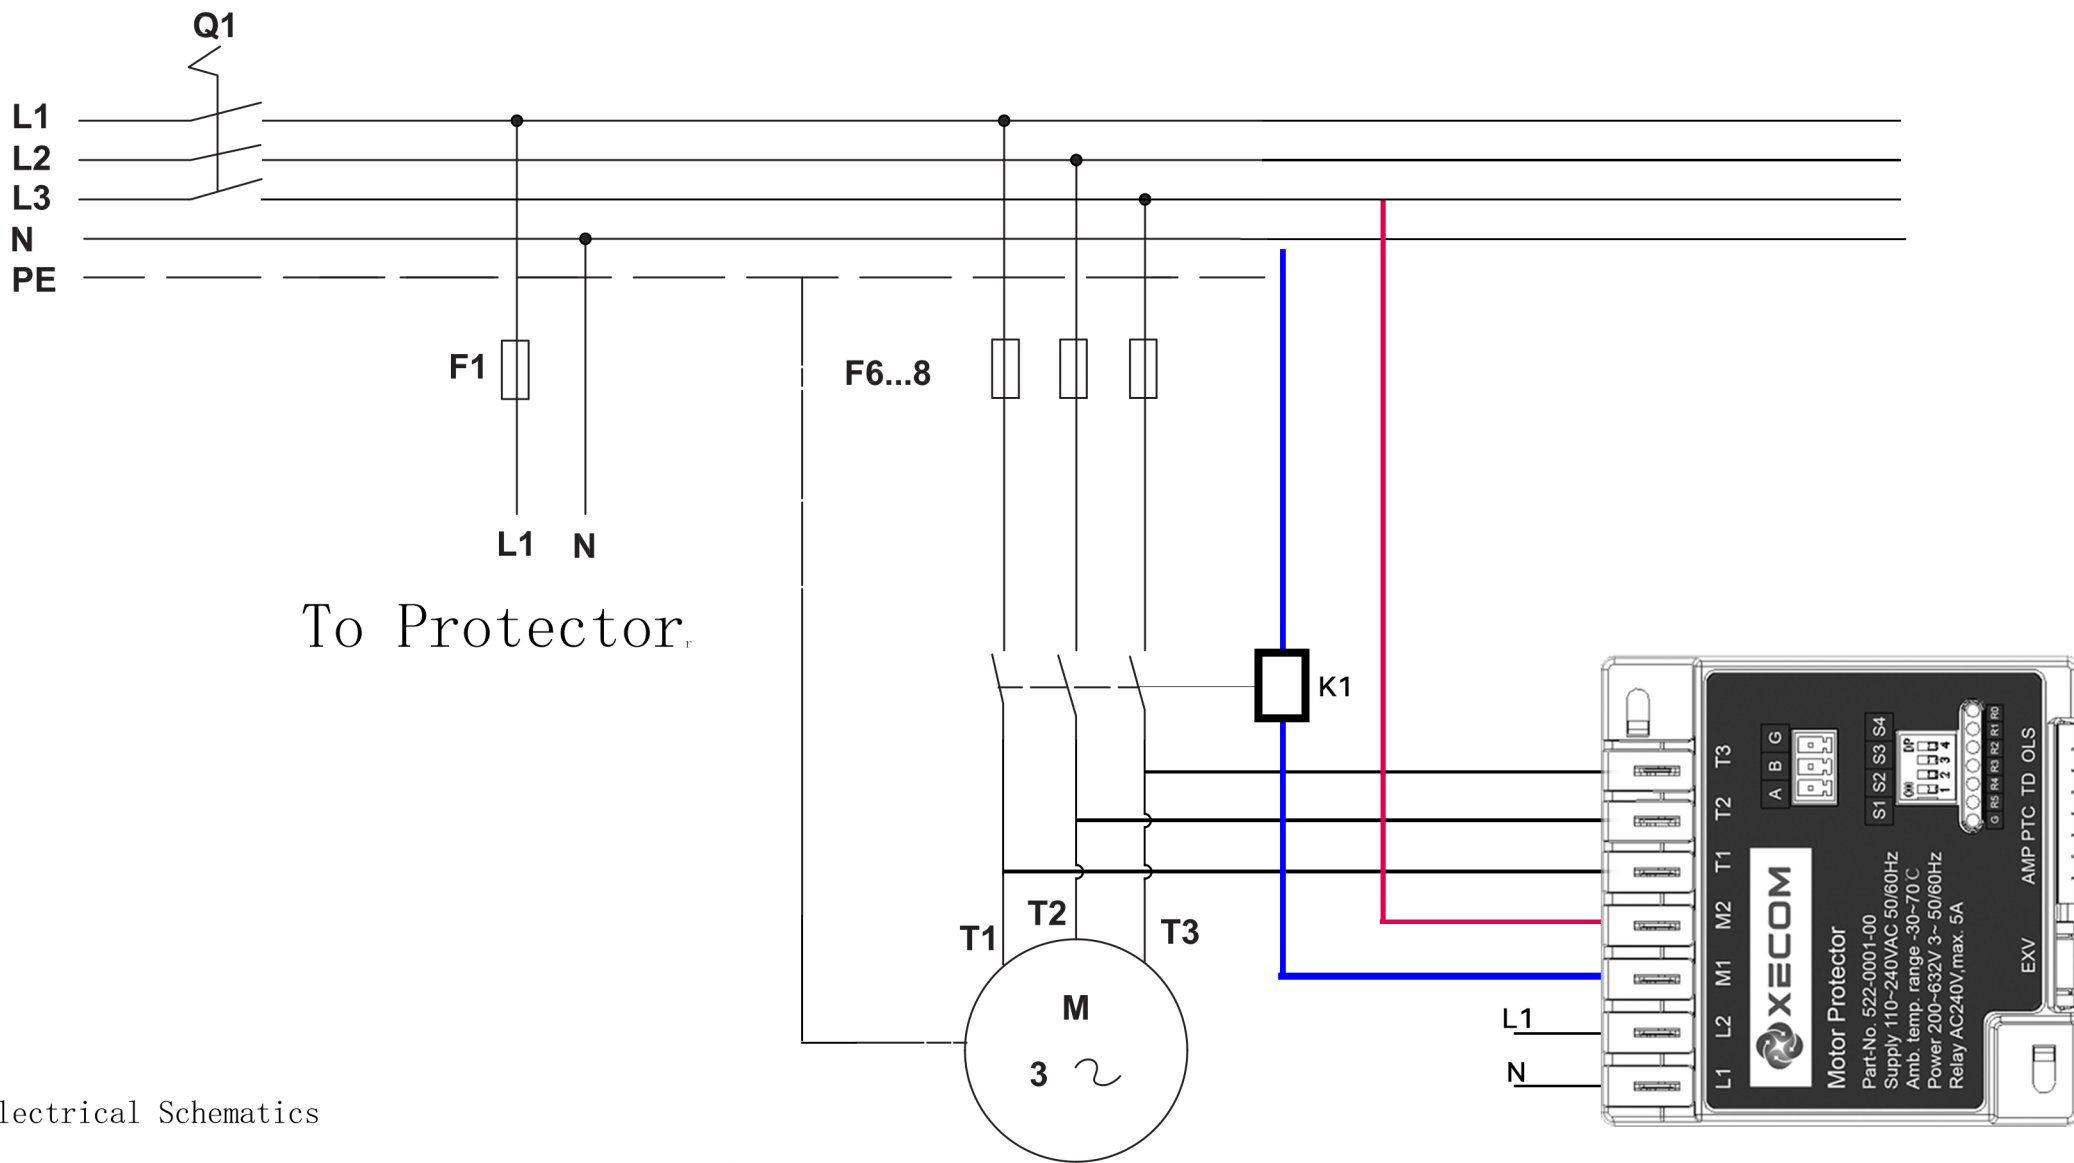 Q1
L1
L2
L3
N
PE
F1
F6...8
L1 N
To Protector
r
K1
T1
T2
T3
M
3
L1
N
T3
T2
T1
M2
M1
L2
L1
A B G
S1 S2 S3 S4
ON DP
1 2 3 4
G R5 R4 R3 R2 R1 R0
AMP PTC TD OLS
EXV
XECOM
Motor Protector
Part-No. 522-0001-00
Supply 110~240VAC 50/60Hz
Amb. temp. range -30~70℃
Power 200~632V 3~ 50/60Hz
Relay AC240V,max. 5A
lectrical Schematics